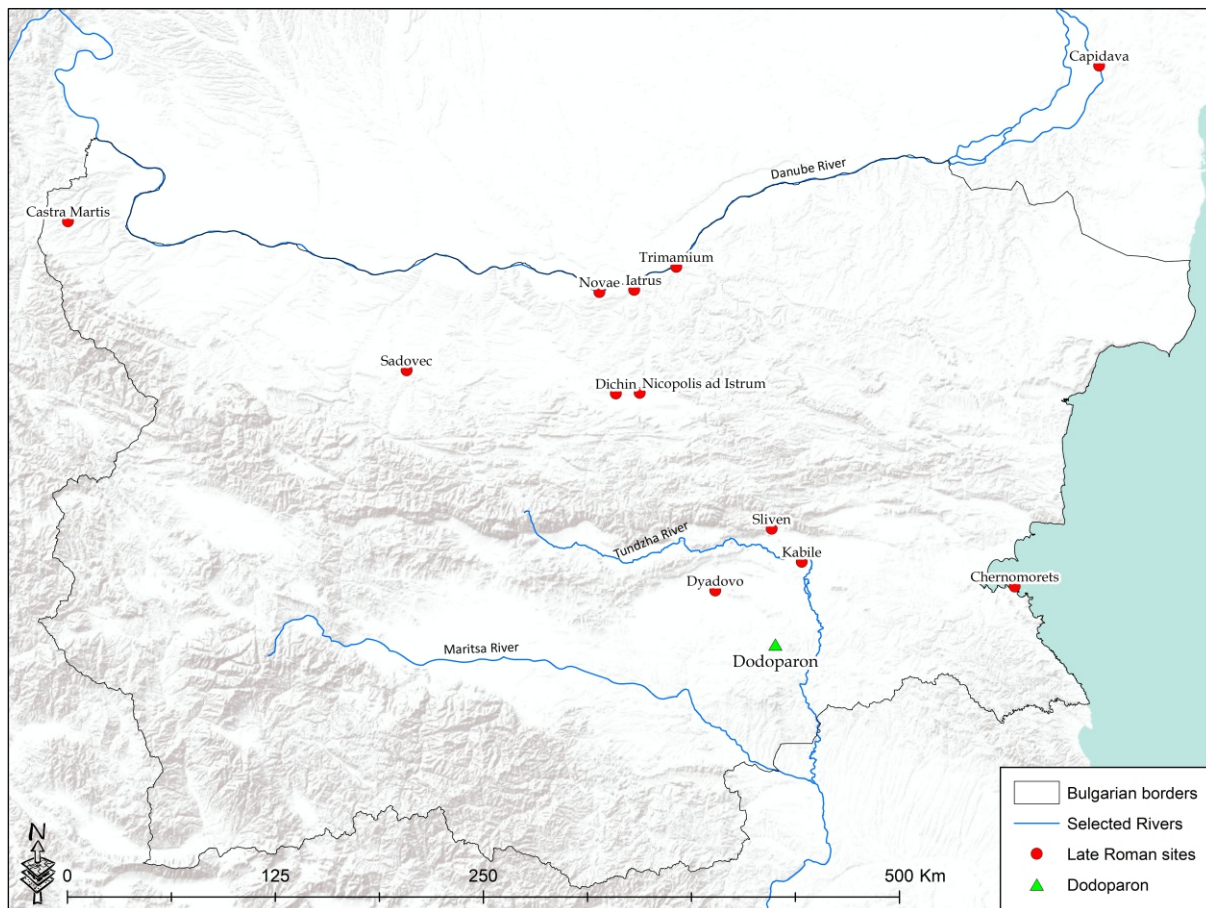 Capidava
Danube River
Castra Martis
Trimamium
Novae
Iatrus
Sadovec
Dichin
Nicopolis ad Istrum
Sliven
Tundzha River
Kabile
Chernomorets
Dyadovo
Maritsa River
Dodoparon
Bulgarian borders
Selected Rivers
Late Roman sites
Dodoparon
N
0 125 250 500 Km